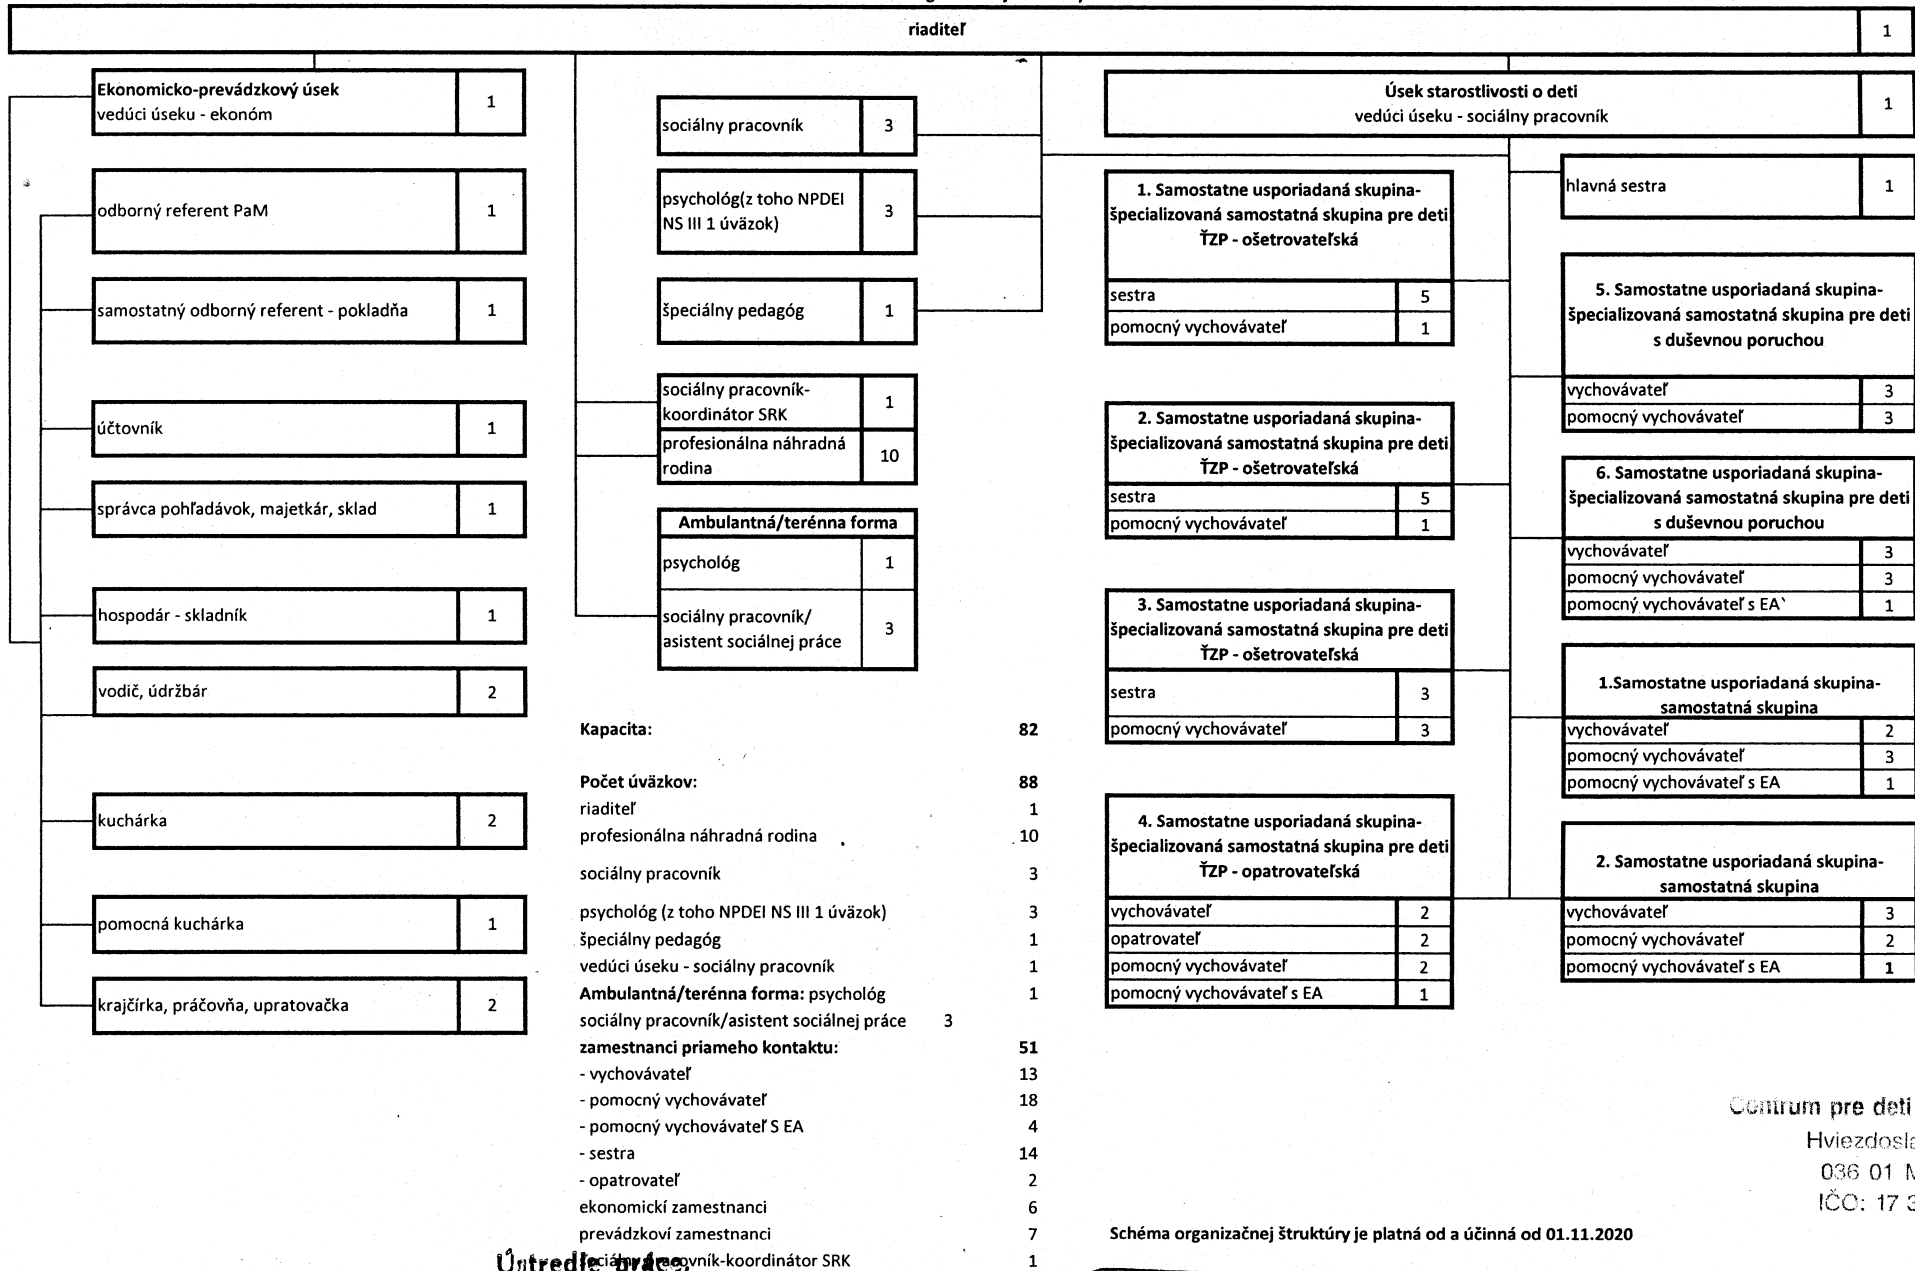 riaditeľ 1
Ekonomicko-prevádzkový úsek
vedúci úseku - ekonóm 1
odborný referent PaM 1
samostatný odborný referent - pokladňa 1
účtovník 1
správca pohľadávok, majetkár, sklad 1
hospodár - skladník 1
vodič, údržbár 2
kuchárka 2
pomocná kuchárka 1
krajčírka, práčovňa, upratovačka 2
sociálny pracovník 3
psychológ(z toho NPDEI
NS III 1 úväzok) 3
špeciálny pedagóg 1
sociálny pracovník-
koordinátor SRK 1
profesionálna náhradná
rodina 10
Ambulantná/terénna forma
psychológ 1
sociálny pracovník/
asistent sociálnej práce 3
Kapacita: 82
Počet úväzkov: 88
riaditeľ 1
profesionálna náhradná rodina 10
sociálny pracovník 3
psychológ (z toho NPDEI NS III 1 úväzok) 3
špeciálny pedagóg 1
vedúci úseku - sociálny pracovník 1
Ambulantná/terénna forma: psychológ 1
sociálny pracovník/asistent sociálnej práce 3
zamestnanci priameho kontaktu: 51
- vychovávateľ 13
- pomocný vychovávateľ 18
- pomocný vychovávateľ S EA 4
- sestra 14
- opatrovateľ 2
ekonomickí zamestnanci 6
prevádzkoví zamestnanci 7
sociálny pracovník-koordinátor SRK 1
Ústredie práce,
Úsek starostlivosti o deti
vedúci úseku - sociálny pracovník 1
1. Samostatne usporiadaná skupina-
špecializovaná samostatná skupina pre deti
ŤZP - ošetrovateľská
sestra 5
pomocný vychovávateľ 1
2. Samostatne usporiadaná skupina-
špecializovaná samostatná skupina pre deti
ŤZP - ošetrovateľská
sestra 5
pomocný vychovávateľ 1
3. Samostatne usporiadaná skupina-
špecializovaná samostatná skupina pre deti
ŤZP - ošetrovateľská
sestra 3
pomocný vychovávateľ 3
4. Samostatne usporiadaná skupina-
špecializovaná samostatná skupina pre deti
ŤZP - opatrovateľská
vychovávateľ 2
opatrovateľ 2
pomocný vychovávateľ 2
pomocný vychovávateľ s EA 1
hlavná sestra 1
5. Samostatne usporiadaná skupina-
špecializovaná samostatná skupina pre deti
s duševnou poruchou
vychovávateľ 3
pomocný vychovávateľ 3
6. Samostatne usporiadaná skupina-
špecializovaná samostatná skupina pre deti
s duševnou poruchou
vychovávateľ 3
pomocný vychovávateľ 3
pomocný vychovávateľ s EA 1
1.Samostatne usporiadaná skupina-
samostatná skupina
vychovávateľ 2
pomocný vychovávateľ 3
pomocný vychovávateľ s EA 1
2. Samostatne usporiadaná skupina-
samostatná skupina
vychovávateľ 3
pomocný vychovávateľ 2
pomocný vychovávateľ s EA 1
Centrum pre deti
Hviezdosla
036 01 M
IČO: 17 3
Schéma organizačnej štruktúry je platná od a účinná od 01.11.2020